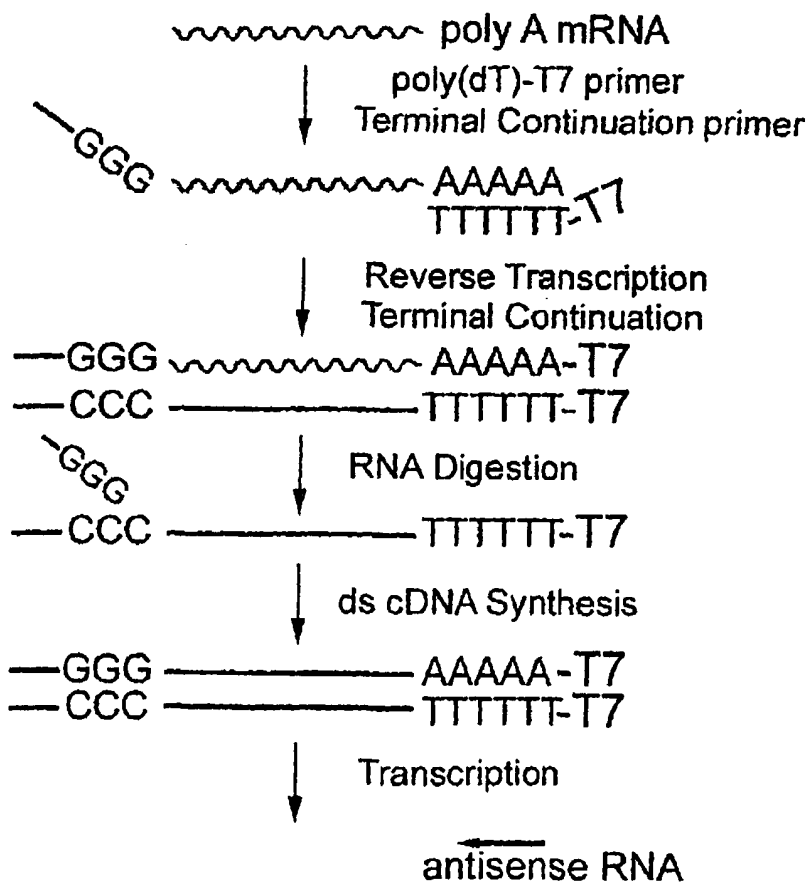 poly A mRNA
poly(dT)-T7 primer
Terminal Continuation primer
GGG
AAAAA
TTTTTT-T7
Reverse Transcription
Terminal Continuation
GGG AAAAA-T7
CCC TTTTTT-T7
GGG
RNA Digestion
CCC TTTTTT-T7
ds cDNA Synthesis
GGG AAAAA-T7
CCC TTTTTT-T7
Transcription
antisense RNA